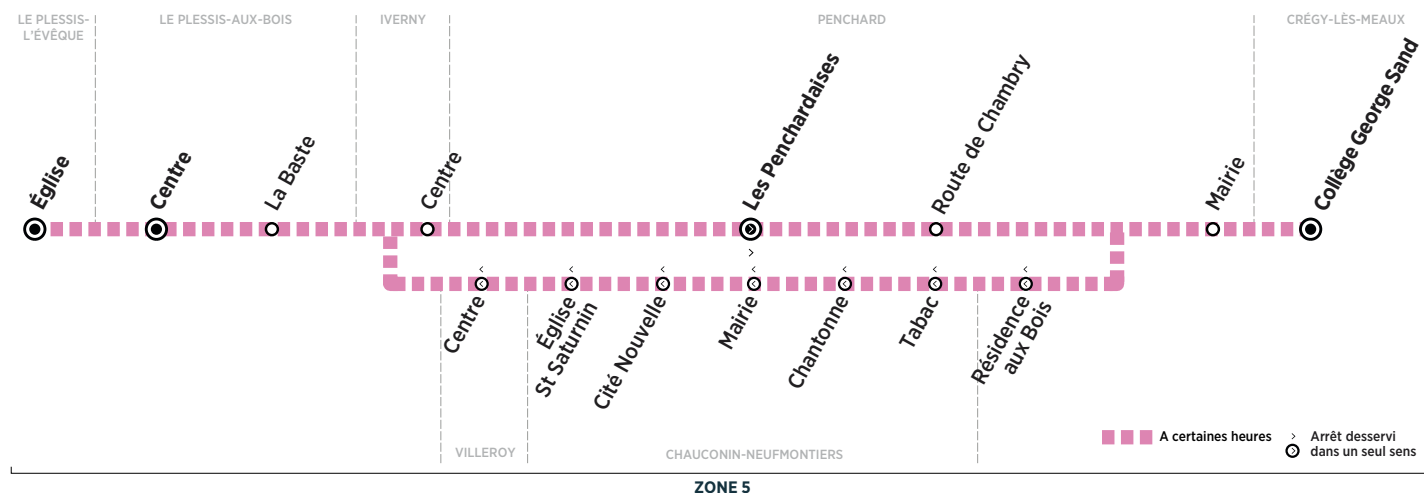 LE PLESSIS-
L'ÉVÊQUE
LE PLESSIS-AUX-BOIS
IVERNY
PENCHARD
CRÉGY-LÈS-MEAUX
Église
Centre
La Baste
Centre
Les Penchardaises
Route de Chambry
Mairie
Collège George Sand
Centre
Église
St Saturnin
Cité Nouvelle
Mairie
Chantonne
Tabac
Résidence
aux Bois
VILLEROY
CHAUCONIN-NEUFMONTIERS
A certaines heures
Arrêt desservi
dans un seul sens
ZONE 5